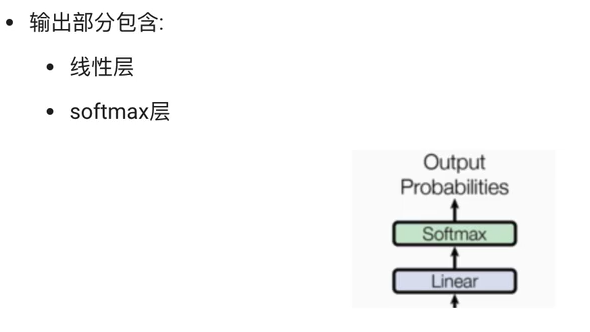 输出部分包含:
线性层
softmax层
Output
Probabilities
Softmax
Linear